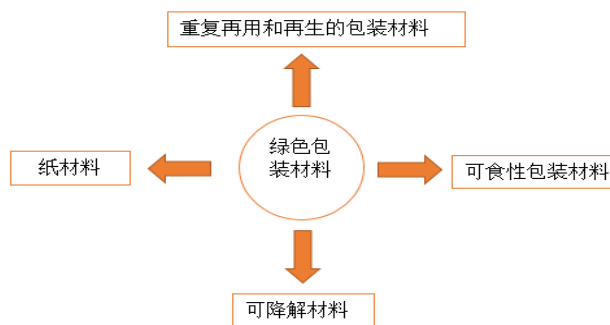 重复再用和再生的包装材料
绿色包
装材料
纸材料
可食性包装材料
可降解材料